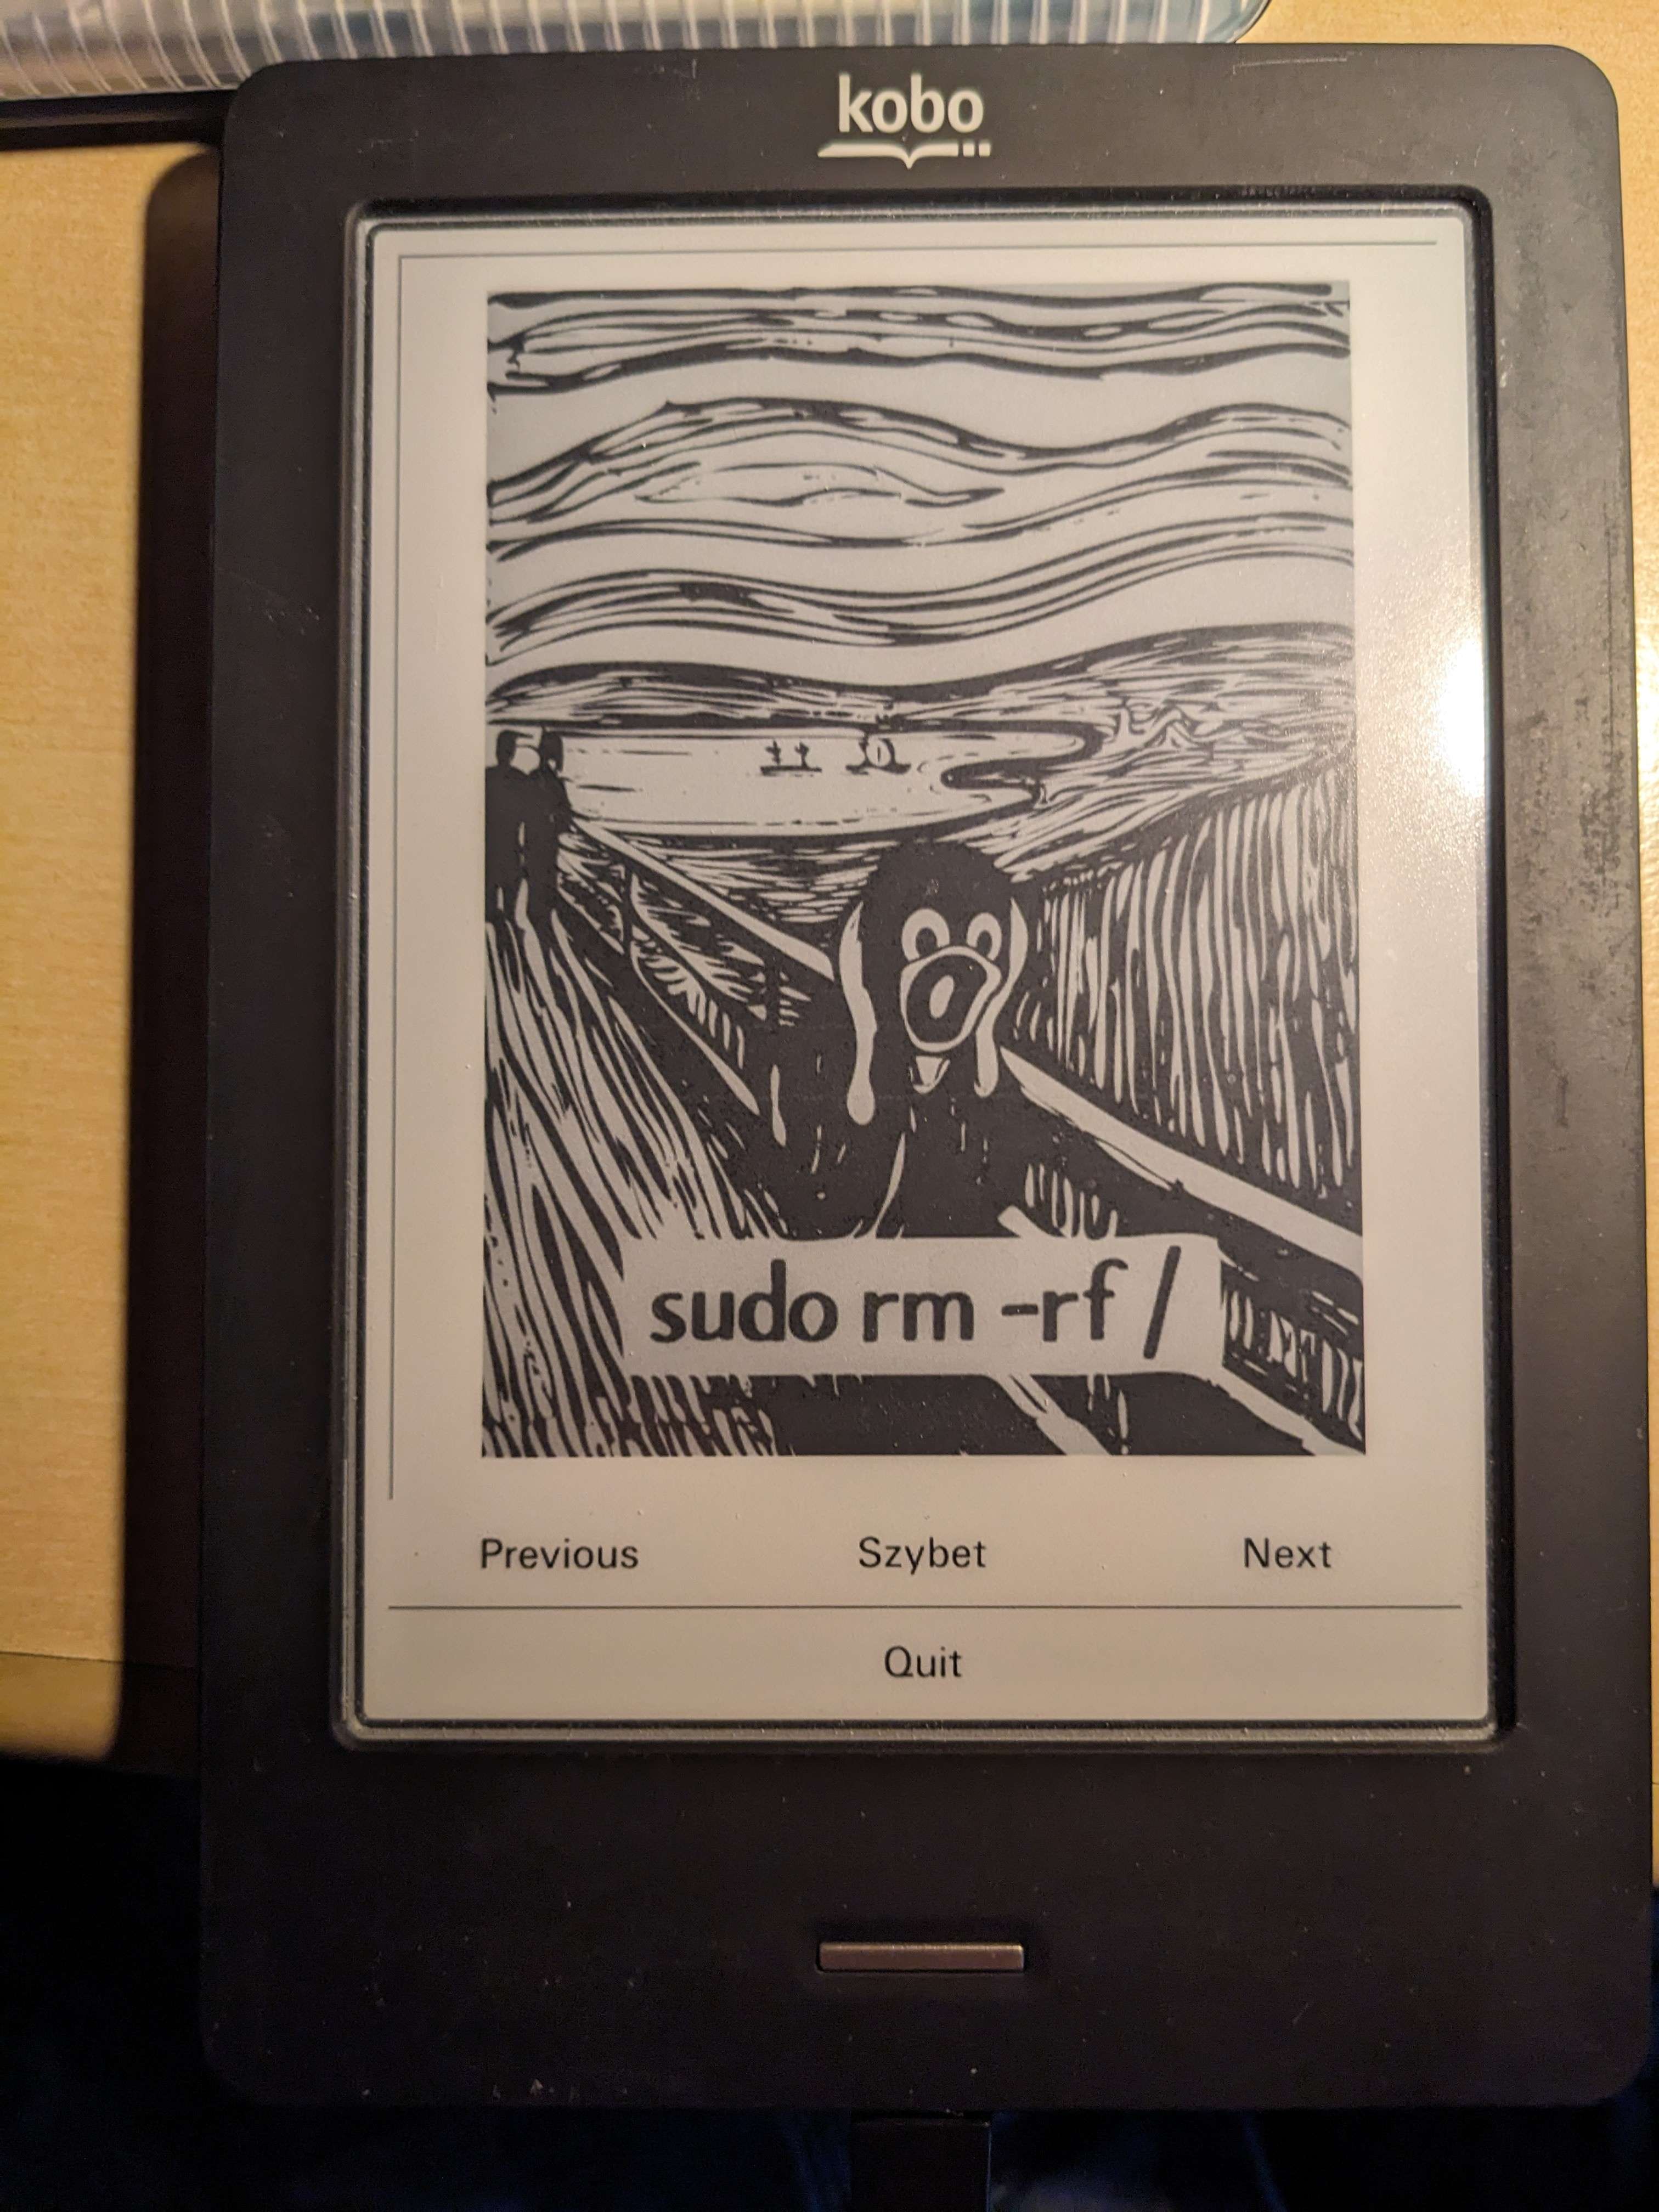 kobo
sudo rm -rf /
Previous Szybet Next
Quit